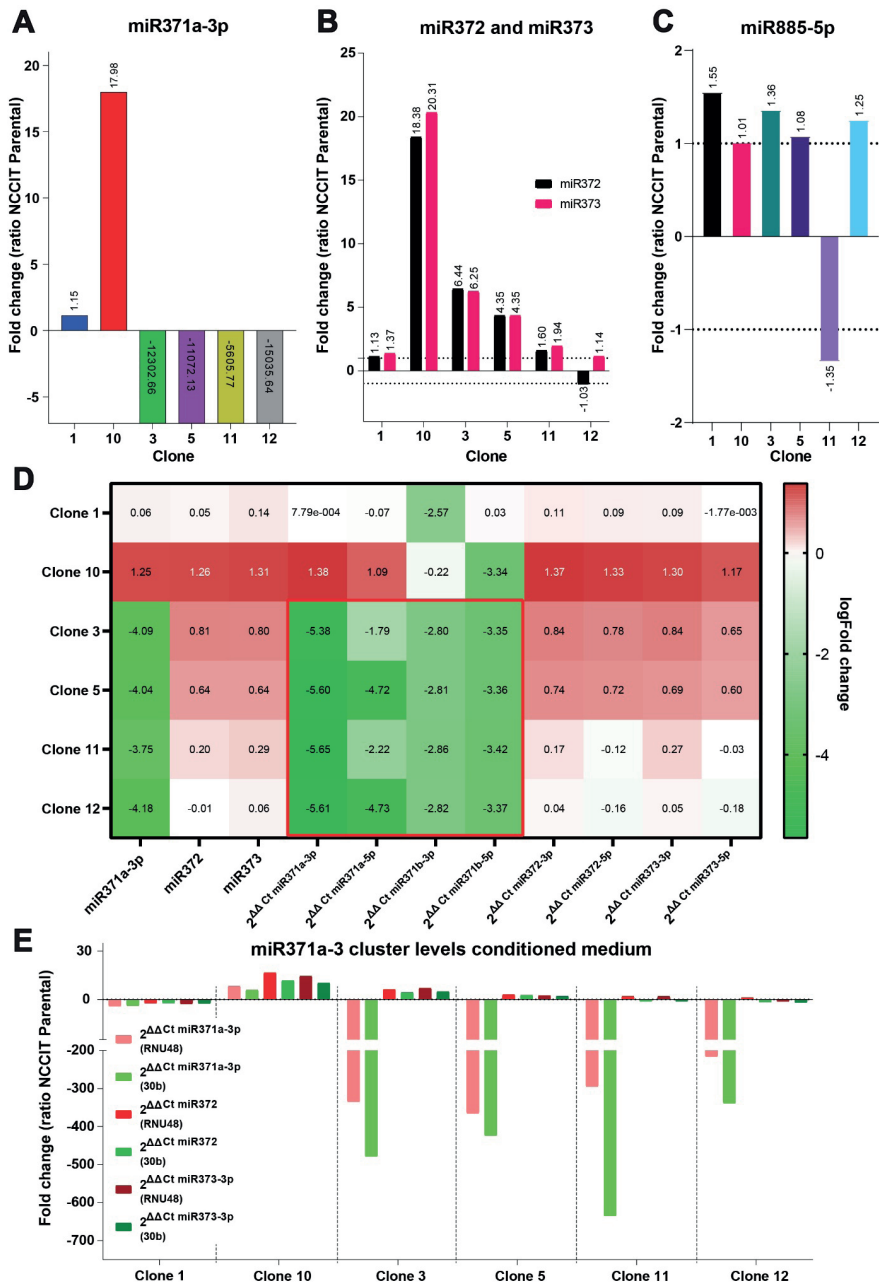 A
miR371a-3p
Fold change (ratio NCCIT Parental)
20
15
10
5
0
-5
1.15
17.98
-12302.66
-11072.13
-5605.77
-15035.64
1 10 3 5 11 12
Clone
B
miR372 and miR373
Fold change (ratio NCCIT Parental)
25
20
15
10
5
0
1.13
1.37
18.38
20.31
6.44
6.25
4.35
4.35
1.60
1.94
-1.03
1.14
miR372
miR373
1 10 3 5 11 12
Clone
C
miR885-5p
Fold change (ratio NCCIT Parental)
2
1
0
-1
-2
1.55
1.01
1.36
1.08
-1.35
1.25
1 10 3 5 11 12
Clone
D
Clone 1 0.06 0.05 0.14 7.79e-004 -0.07 -2.57 0.03 0.11 0.09 0.09 -1.77e-003
Clone 10 1.25 1.26 1.31 1.38 1.09 -0.22 -3.34 1.37 1.33 1.30 1.17
Clone 3 -4.09 0.81 0.80 -5.38 -1.79 -2.80 -3.35 0.84 0.78 0.84 0.65
Clone 5 -4.04 0.64 0.64 -5.60 -4.72 -2.81 -3.36 0.74 0.72 0.69 0.60
Clone 11 -3.75 0.20 0.29 -5.65 -2.22 -2.86 -3.42 0.17 -0.12 0.27 -0.03
Clone 12 -4.18 -0.01 0.06 -5.61 -4.73 -2.82 -3.37 0.04 -0.16 0.05 -0.18
miR371a-3p
miR372
miR373
2ΔΔ Ct miR371a-3p
2ΔΔ Ct miR371a-5p
2ΔΔ Ct miR371b-3p
2ΔΔ Ct miR371b-5p
2ΔΔ Ct miR372-3p
2ΔΔ Ct miR372-5p
2ΔΔ Ct miR373-3p
2ΔΔ Ct miR373-5p
0
-2
-4
logFold change
E
miR371a-3 cluster levels conditioned medium
Fold change (ratio NCCIT Parental)
30
0
-200
-300
-400
-500
-600
-700
2ΔΔCt miR371a-3p
(RNU48)
2ΔΔCt miR371a-3p
(30b)
2ΔΔCt miR372
(RNU48)
2ΔΔCt miR372
(30b)
2ΔΔCt miR373-3p
(RNU48)
2ΔΔCt miR373-3p
(30b)
Clone 1 Clone 10 Clone 3 Clone 5 Clone 11 Clone 12